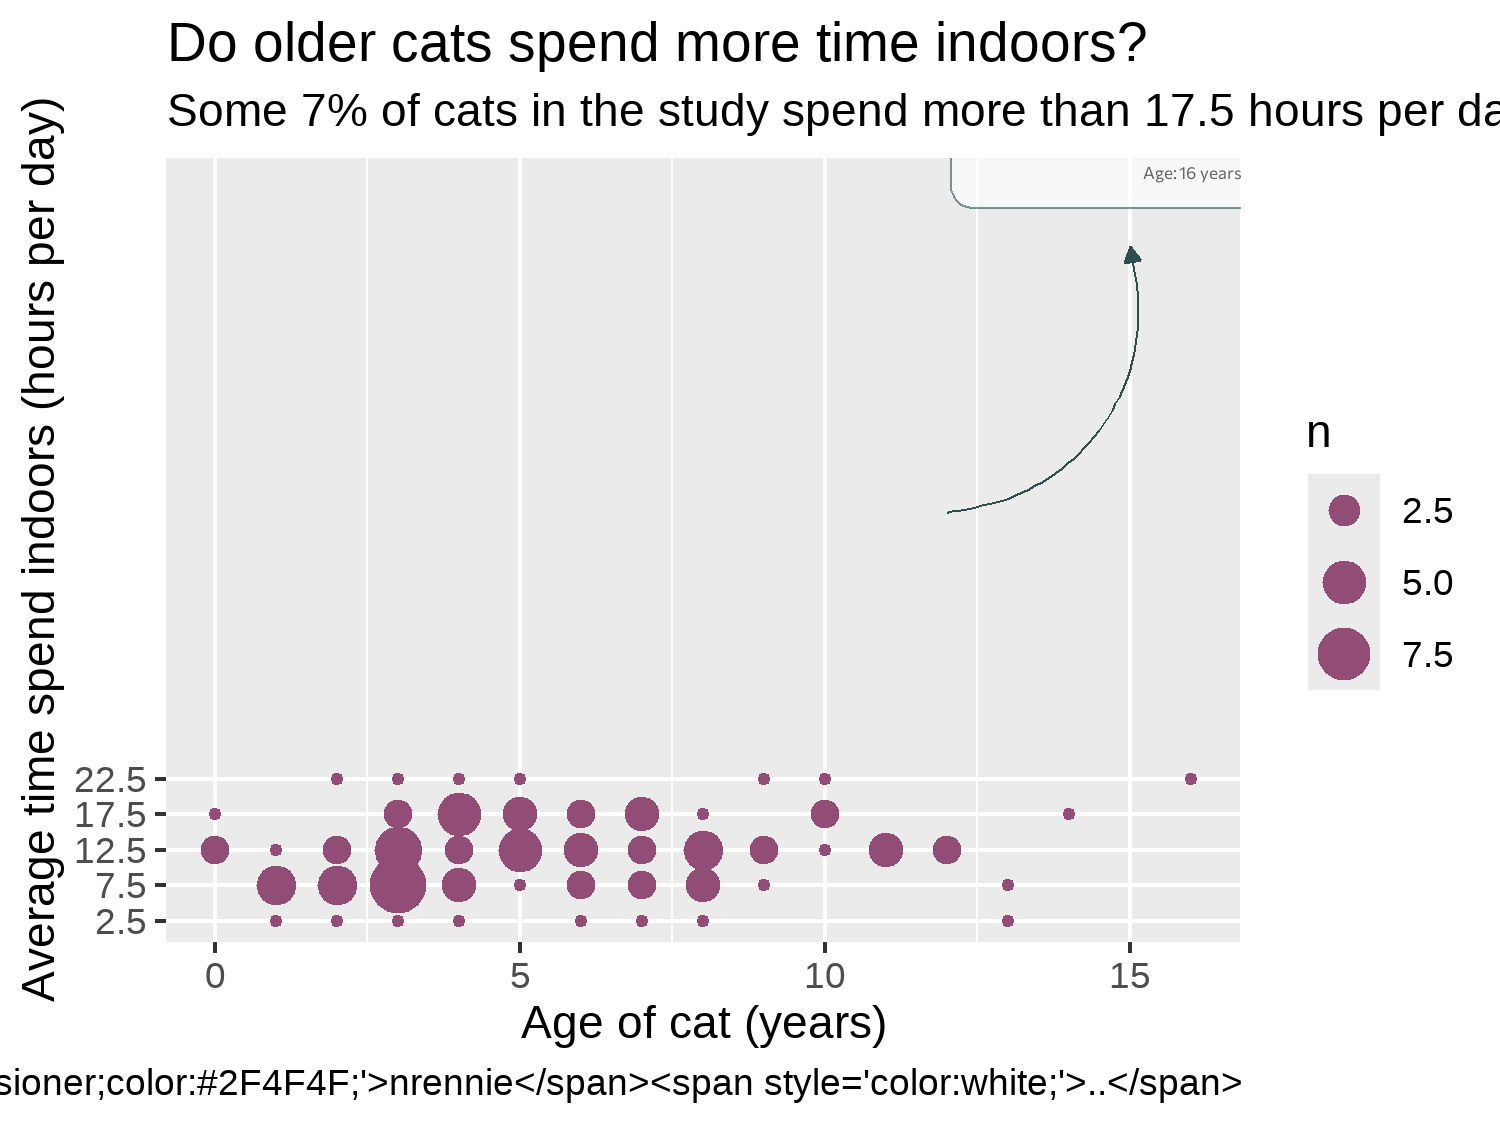 Do older cats spend more time indoors?
Some 7% of cats in the study spend more than 17.5 hours per da
Average time spend indoors (hours per day)
Age: 16 years
n
2.5
5.0
7.5
22.5
17.5
12.5
7.5
2.5
0 5 10 15
Age of cat (years)
sioner;color:#2F4F4F;'>nrennie</span><span style='color:white;'>..</span>